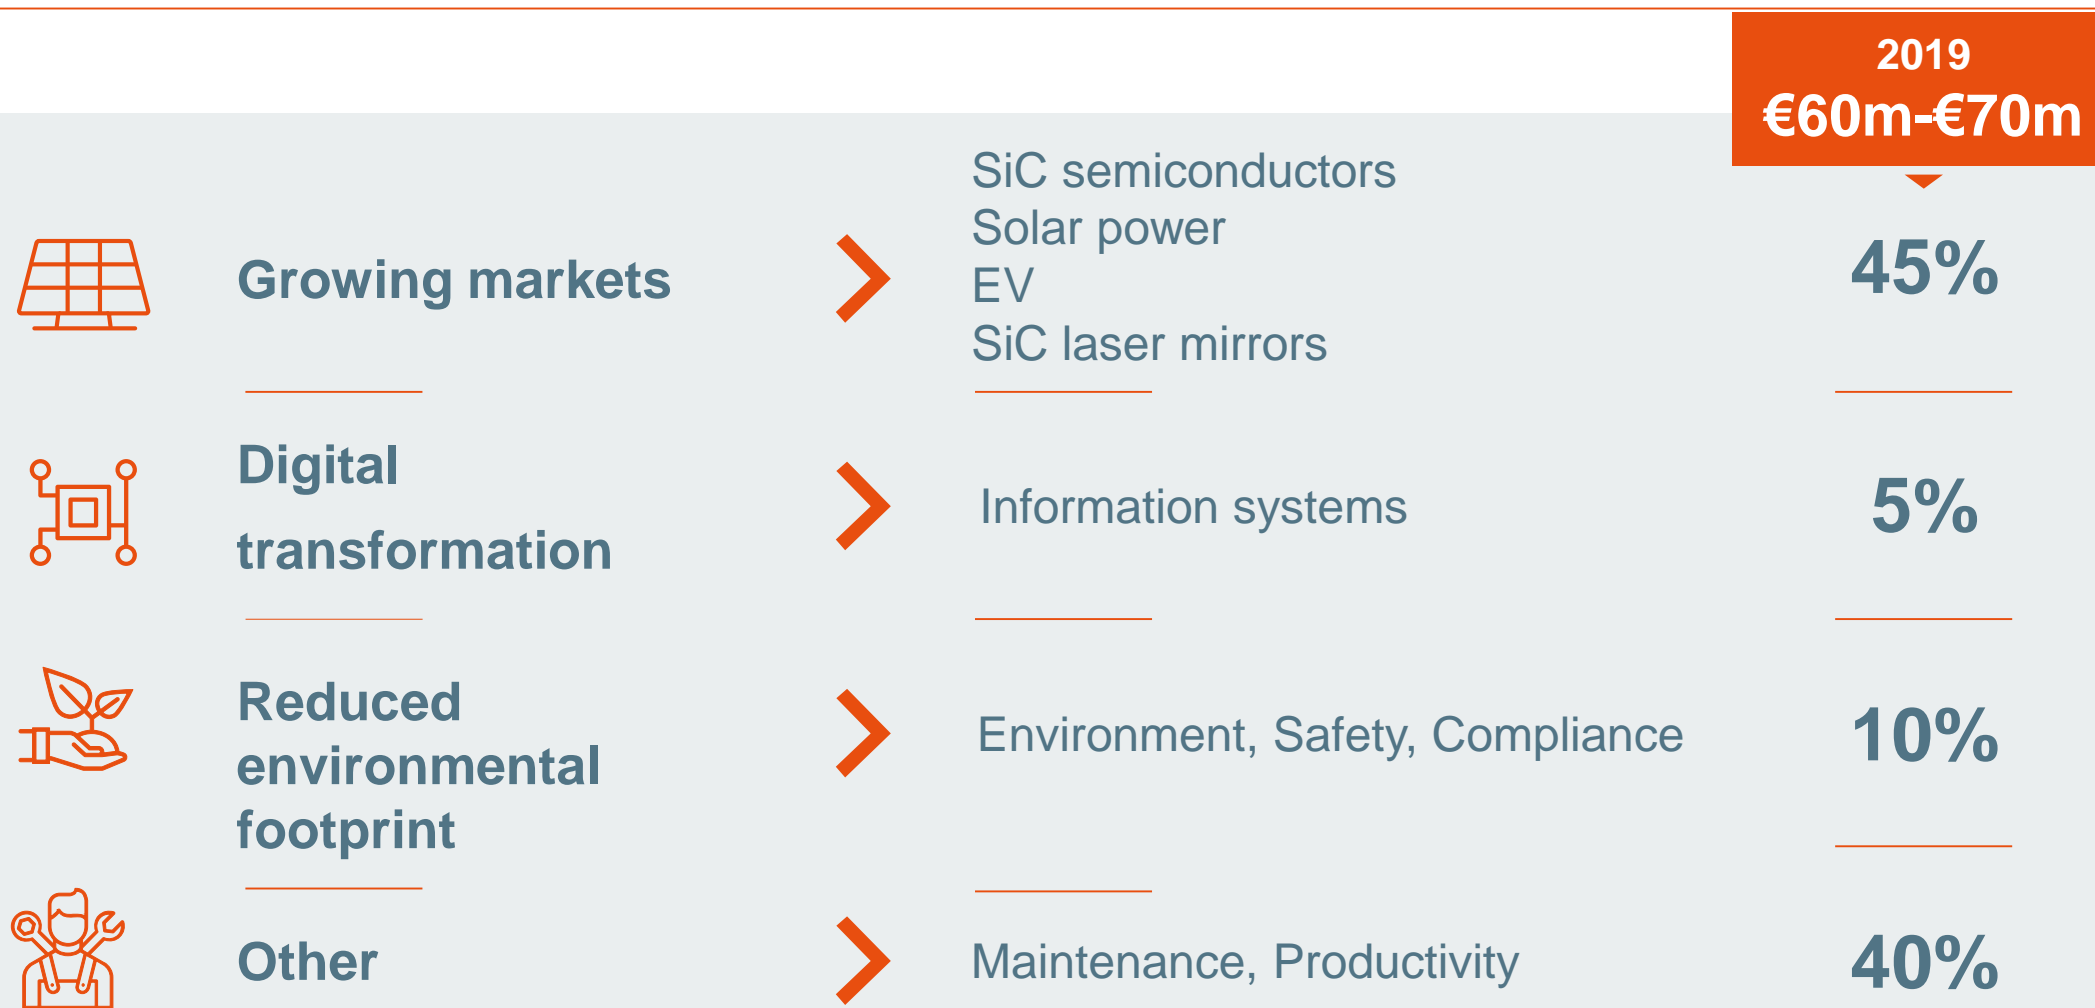 2019
€60m-€70m
Growing markets
SiC semiconductors
Solar power
EV
SiC laser mirrors
45%
Digital
transformation
Information systems
5%
Reduced
environmental
footprint
Environment, Safety, Compliance
10%
Other
Maintenance, Productivity
40%